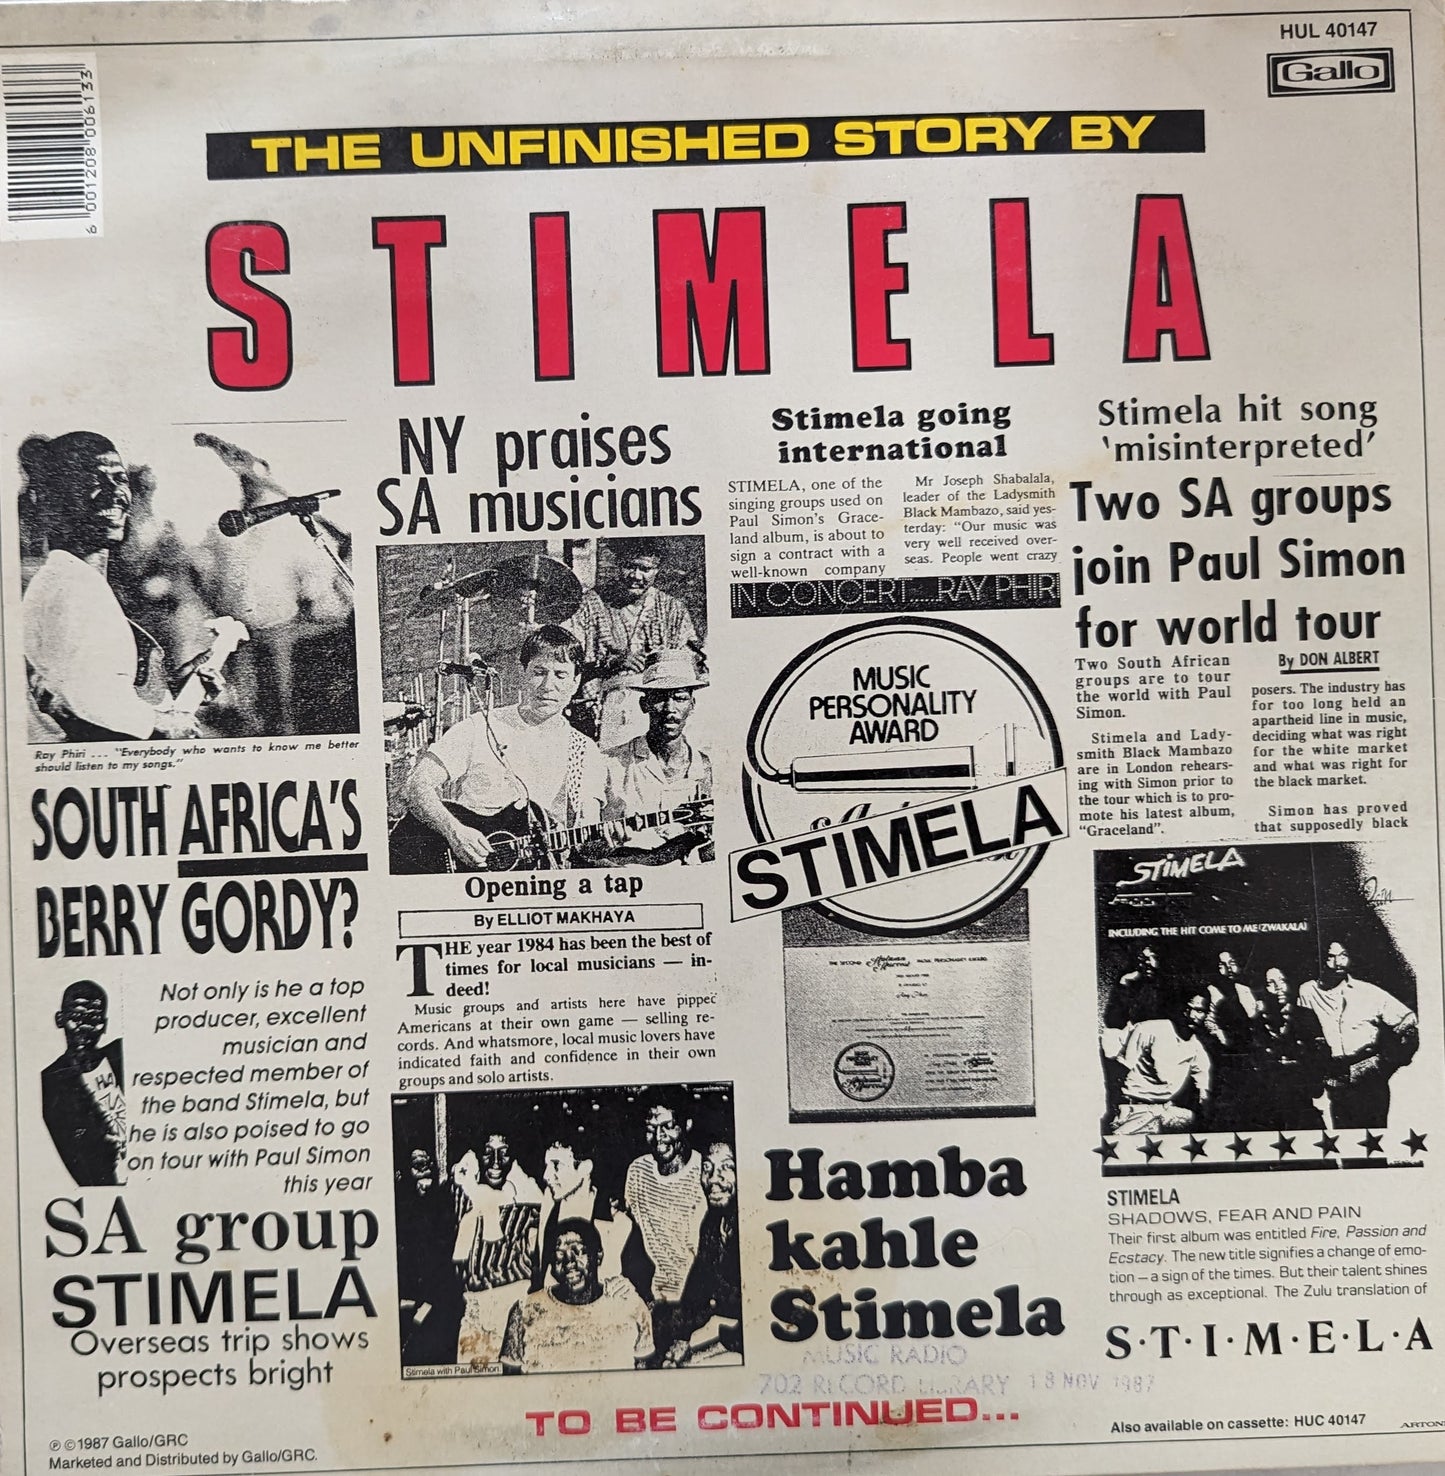 HUL 40147
Gallo
6 001208 006133
THE UNFINISHED STORY BY
STIMELA
Ray Phiri ... "Everybody who wants to know me better
should listen to my songs."
SOUTH AFRICA'S
BERRY GORDY?
Not only is he a top
producer, excellent
musician and
respected member of
the band Stimela, but
he is also poised to go
on tour with Paul Simon
this year
SA group
STIMELA
Overseas trip shows
prospects bright
℗ © 1987 Gallo/GRC
Marketed and Distributed by Gallo/GRC.
NY praises
SA musicians
Opening a tap
By ELLIOT MAKHAYA
THE year 1984 has been the best of
times for local musicians — in-
deed!
Music groups and artists here have pipped
Americans at their own game — selling re-
cords. And whatsmore, local music lovers have
indicated faith and confidence in their own
groups and solo artists.
Stimela with Paul Simon.
Stimela going
international
STIMELA, one of the
singing groups used on
Paul Simon's Grace-
land album, is about to
sign a contract with a
well-known company
Mr Joseph Shabalala,
leader of the Ladysmith
Black Mambazo, said yes-
terday: "Our music was
very well received over-
seas. People went crazy
IN CONCERT.....RAY PHIRI
MUSIC
PERSONALITY
AWARD
STIMELA
Hamba
kahle
Stimela
MUSIC RADIO
702 RECORD LIBRARY 18 NOV 1987
TO BE CONTINUED...
Stimela hit song
'misinterpreted'
Two SA groups
join Paul Simon
for world tour
By DON ALBERT
Two South African
groups are to tour
the world with Paul
Simon.
Stimela and Lady-
smith Black Mambazo
are in London rehears-
ing with Simon prior to
the tour which is to pro-
mote his latest album,
"Graceland".
posers. The industry has
for too long held an
apartheid line in music,
deciding what was right
for the white market
and what was right for
the black market.
Simon has proved
that supposedly black
STIMELA
INCLUDING THE HIT COME TO ME (ZWAKALA)
STIMELA
SHADOWS, FEAR AND PAIN
Their first album was entitled Fire, Passion and
Ecstacy. The new title signifies a change of emo-
tion – a sign of the times. But their talent shines
through as exceptional. The Zulu translation of
S·T·I·M·E·L·A
Also available on cassette: HUC 40147